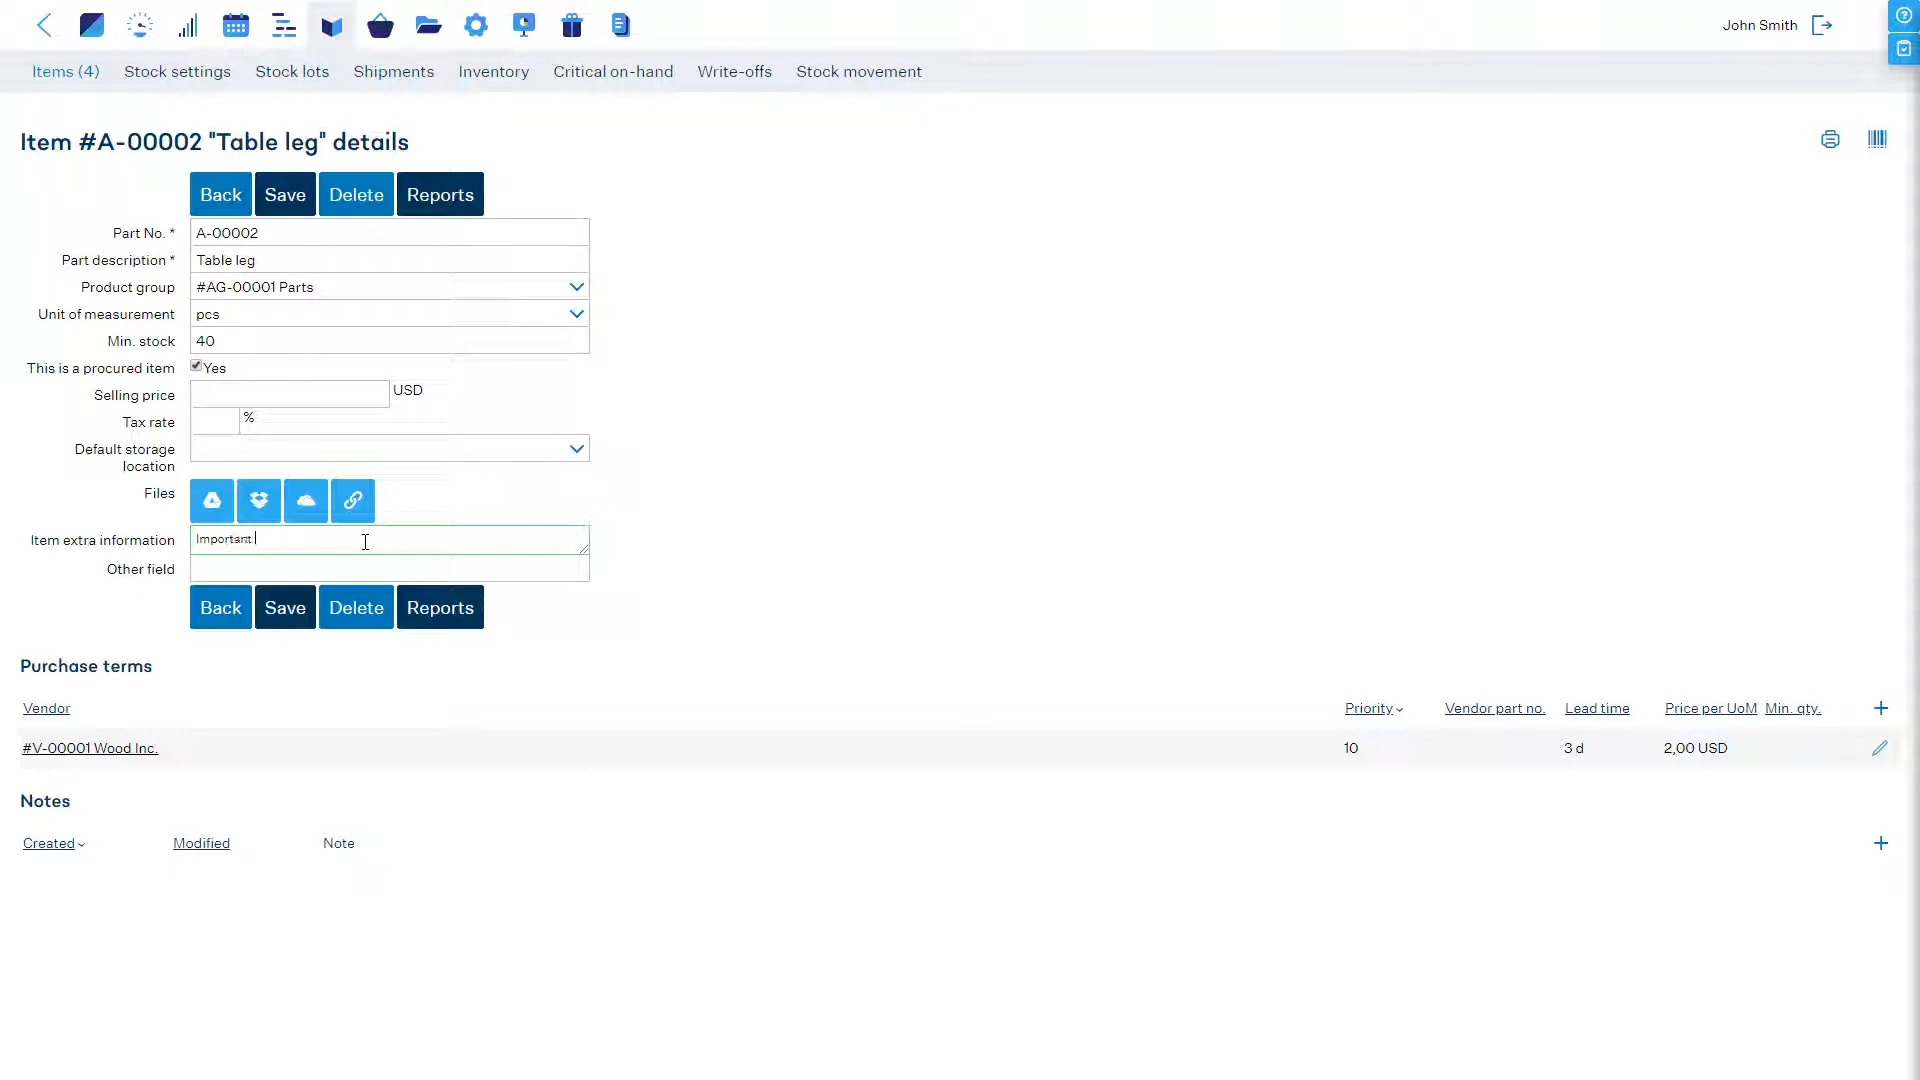 John Smith
Items (4) Stock settings Stock lots Shipments Inventory Critical on-hand Write-offs Stock movement
Item #A-00002 "Table leg" details
Back Save Delete Reports
Part No. * A-00002
Part description * Table leg
Product group #AG-00001 Parts
Unit of measurement pcs
Min. stock 40
This is a procured item Yes
Selling price USD
Tax rate %
Default storage
location
Files
Item extra information Important
Other field
Back Save Delete Reports
Purchase terms
Vendor Priority Vendor part no. Lead time Price per UoM Min. qty.
#V-00001 Wood Inc. 10 3 d 2,00 USD
Notes
Created Modified Note